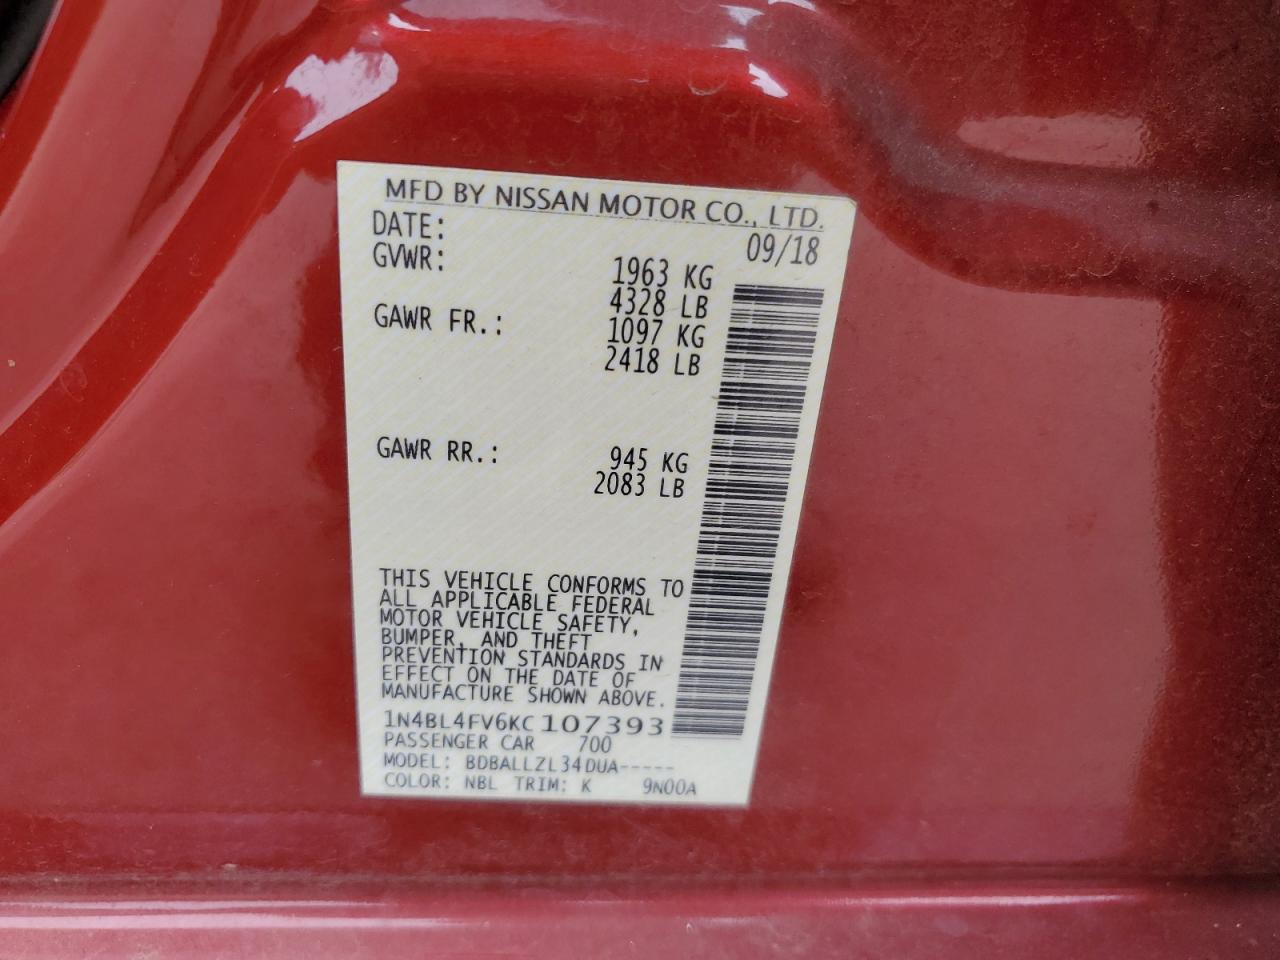 MFD BY NISSAN MOTOR CO., LTD.
DATE: 09/18
GVWR: 1963 KG
4328 LB
GAWR FR.: 1097 KG
2418 LB
GAWR RR.: 945 KG
2083 LB
THIS VEHICLE CONFORMS TO
ALL APPLICABLE FEDERAL
MOTOR VEHICLE SAFETY,
BUMPER, AND THEFT
PREVENTION STANDARDS IN
EFFECT ON THE DATE OF
MANUFACTURE SHOWN ABOVE.
1N4BL4FV6KC107393
PASSENGER CAR 700
MODEL: BDBALLZL34DUA-----
COLOR: NBL TRIM: K 9N00A